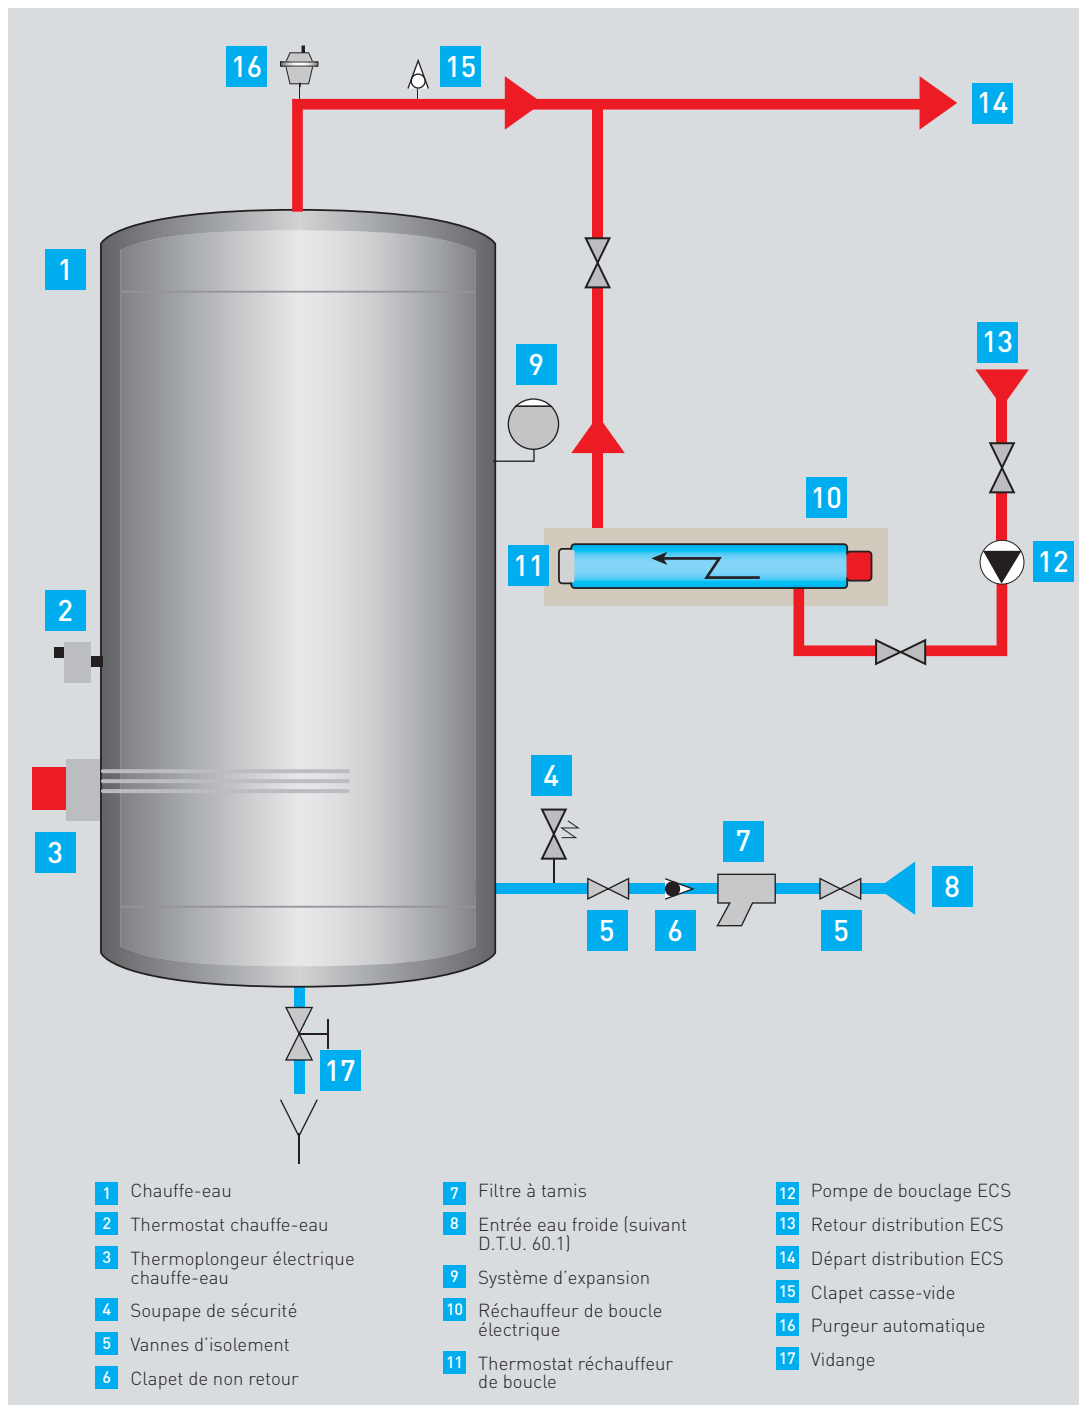 16
15
14
1
13
9
10
11
12
2
4
3
7
8
5
6
5
17
1 Chauffe-eau
2 Thermostat chauffe-eau
3 Thermoplongeur électrique
chauffe-eau
4 Soupape de sécurité
5 Vannes d'isolement
6 Clapet de non retour
7 Filtre à tamis
8 Entrée eau froide (suivant
D.T.U. 60.1)
9 Système d'expansion
10 Réchauffeur de boucle
électrique
11 Thermostat réchauffeur
de boucle
12 Pompe de bouclage ECS
13 Retour distribution ECS
14 Départ distribution ECS
15 Clapet casse-vide
16 Purgeur automatique
17 Vidange